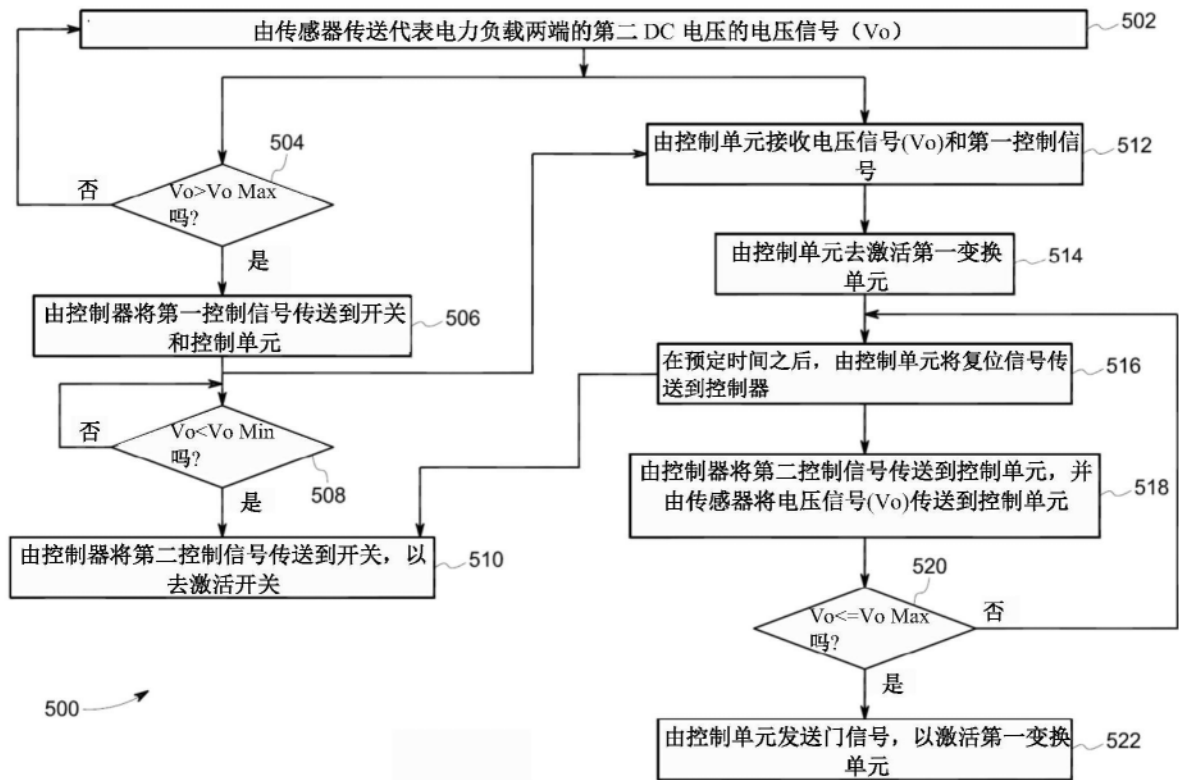 由传感器传送代表电力负载两端的第二 DC 电压的电压信号（Vo）
502
504
否
Vo>Vo Max
吗?
是
由控制器将第一控制信号传送到开关
和控制单元
506
否
Vo<Vo Min
吗?
508
是
由控制器将第二控制信号传送到开关，以
去激活开关
510
由控制单元接收电压信号(Vo)和第一控制信
号
512
由控制单元去激活第一变换
单元
514
在预定时间之后，由控制单元将复位信号传
送到控制器
516
由控制器将第二控制信号传送到控制单元，并
由传感器将电压信号(Vo)传送到控制单元
518
520
Vo<=Vo Max
吗?
否
是
由控制单元发送门信号，以激活第一变换
单元
522
500